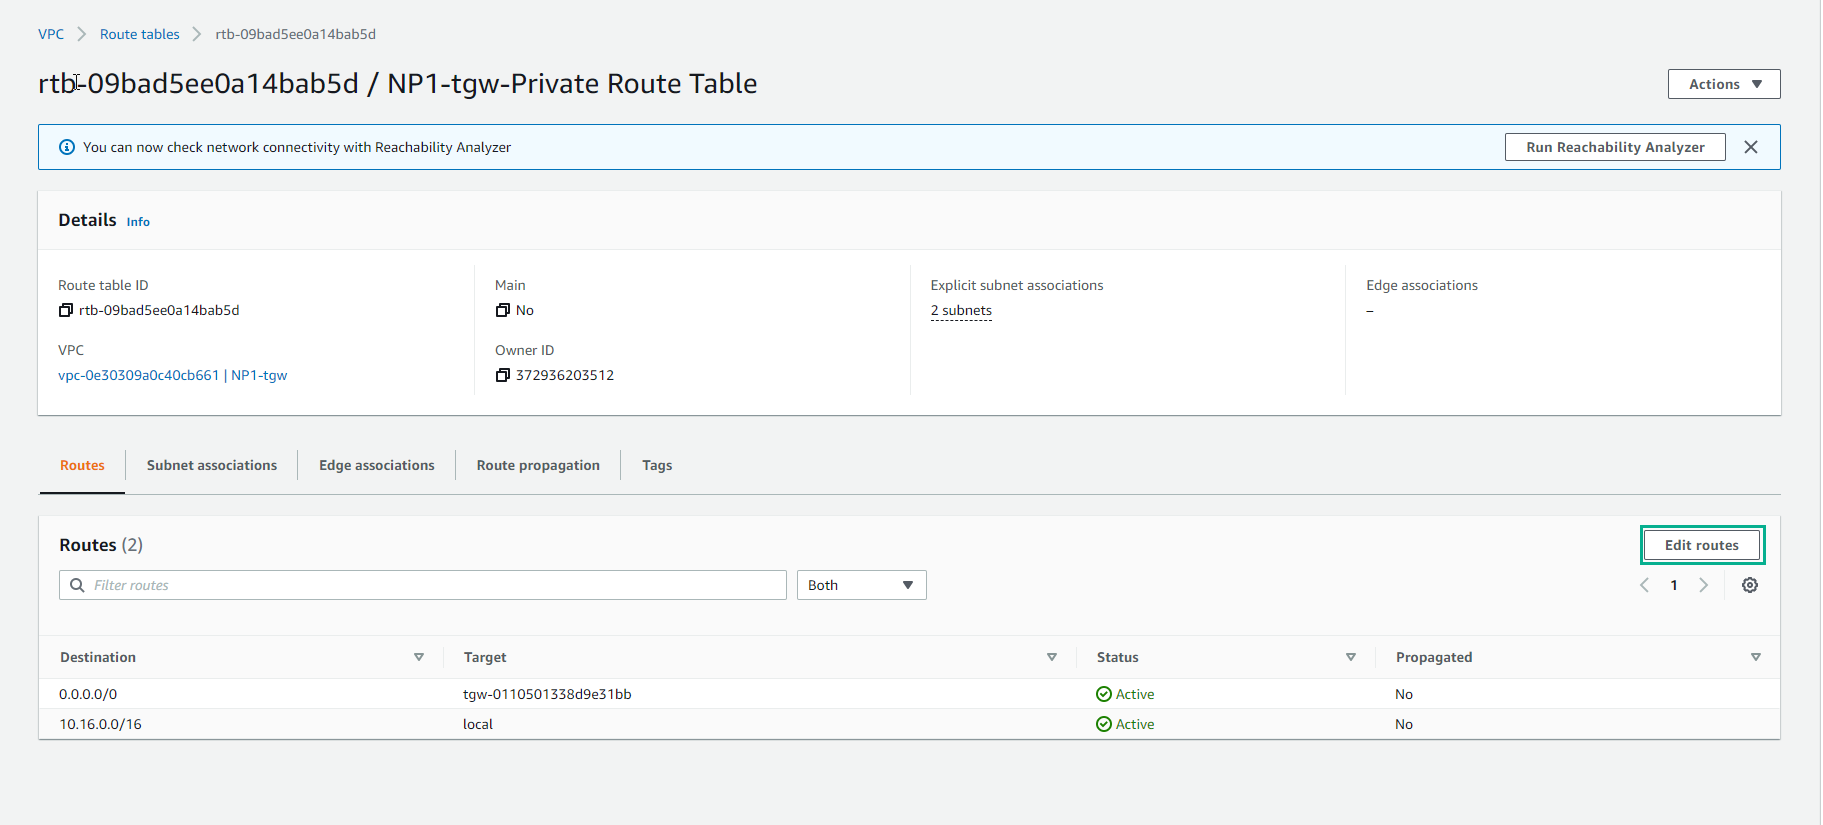 VPC > Route tables > rtb-09bad5ee0a14bab5d
rtb-09bad5ee0a14bab5d / NP1-tgw-Private Route Table
Actions
You can now check network connectivity with Reachability Analyzer
Run Reachability Analyzer
Details Info
Route table ID
rtb-09bad5ee0a14bab5d
Main
No
Explicit subnet associations
2 subnets
Edge associations
–
VPC
vpc-0e30309a0c40cb661 | NP1-tgw
Owner ID
372936203512
Routes
Subnet associations
Edge associations
Route propagation
Tags
Routes (2)
Edit routes
Filter routes
Both
1
Destination Target Status Propagated
0.0.0.0/0 tgw-0110501338d9e31bb Active No
10.16.0.0/16 local Active No